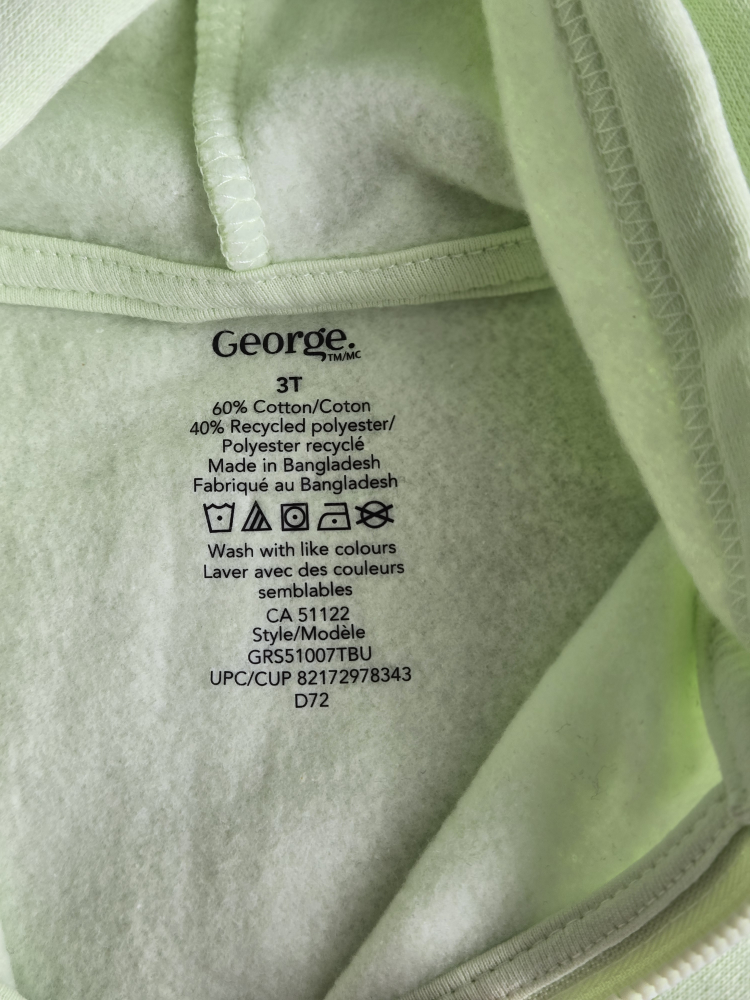 George.
TM/MC
3T
60% Cotton/Coton
40% Recycled polyester/
Polyester recyclé
Made in Bangladesh
Fabriqué au Bangladesh
Wash with like colours
Laver avec des couleurs
semblables
CA 51122
Style/Modèle
GRS51007TBU
UPC/CUP 82172978343
D72